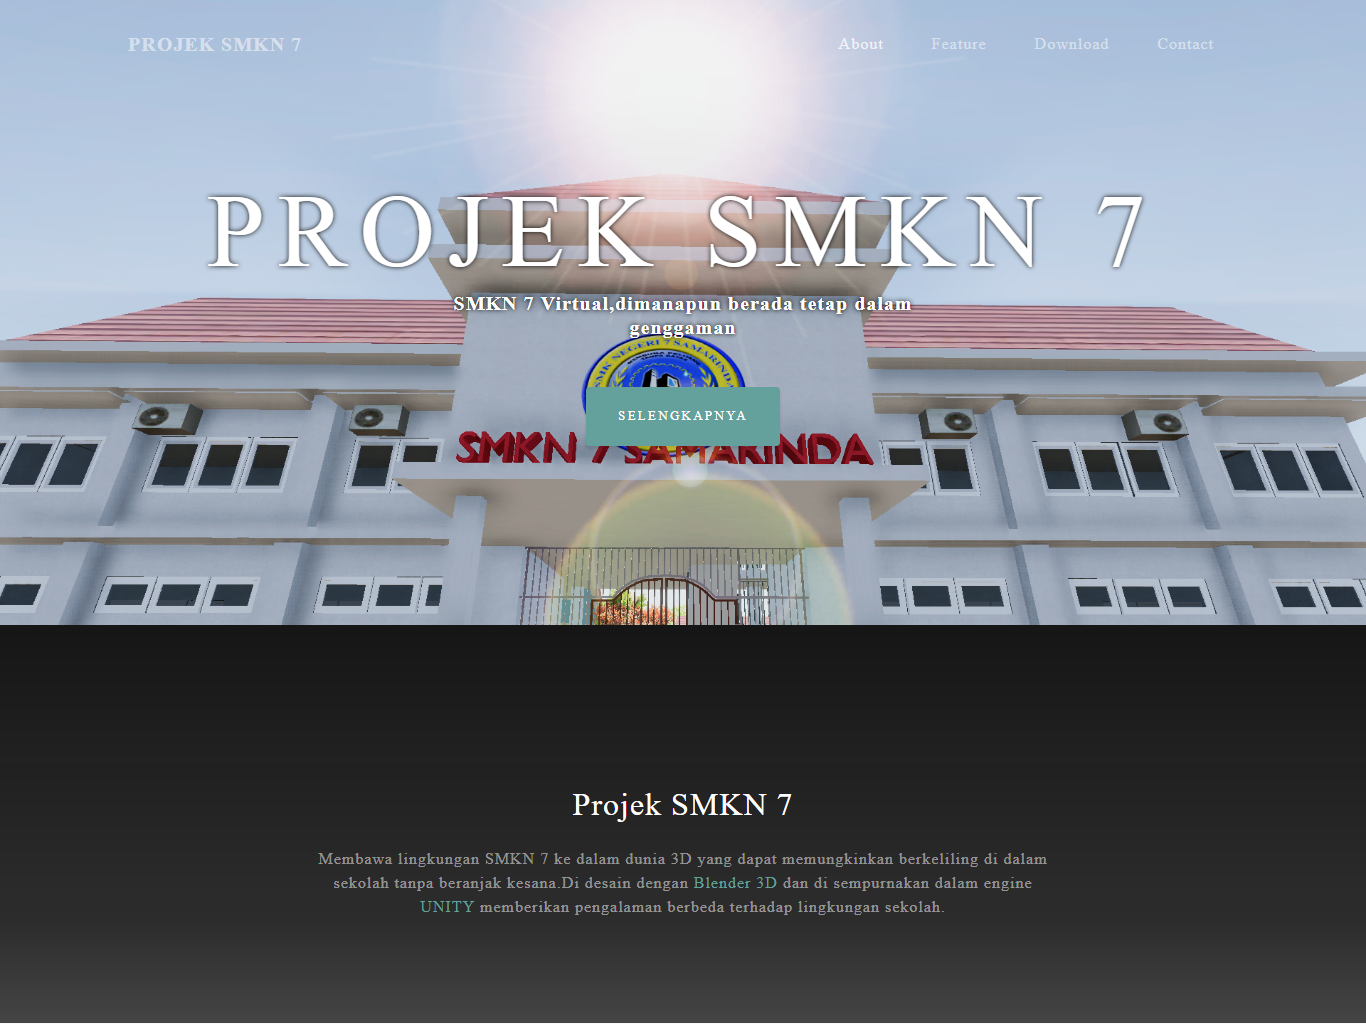 PROJEK SMKN 7
About
Feature
Download
Contact
PROJEK SMKN 7
SMKN 7 Virtual,dimanapun berada tetap dalam
genggaman
SMK NEGERI 7 SAMARINDA
SELENGKAPNYA
SMKN 7 SAMARINDA
Projek SMKN 7
Membawa lingkungan SMKN 7 ke dalam dunia 3D yang dapat memungkinkan berkeliling di dalam
sekolah tanpa beranjak kesana.Di desain dengan Blender 3D dan di sempurnakan dalam engine
UNITY memberikan pengalaman berbeda terhadap lingkungan sekolah.